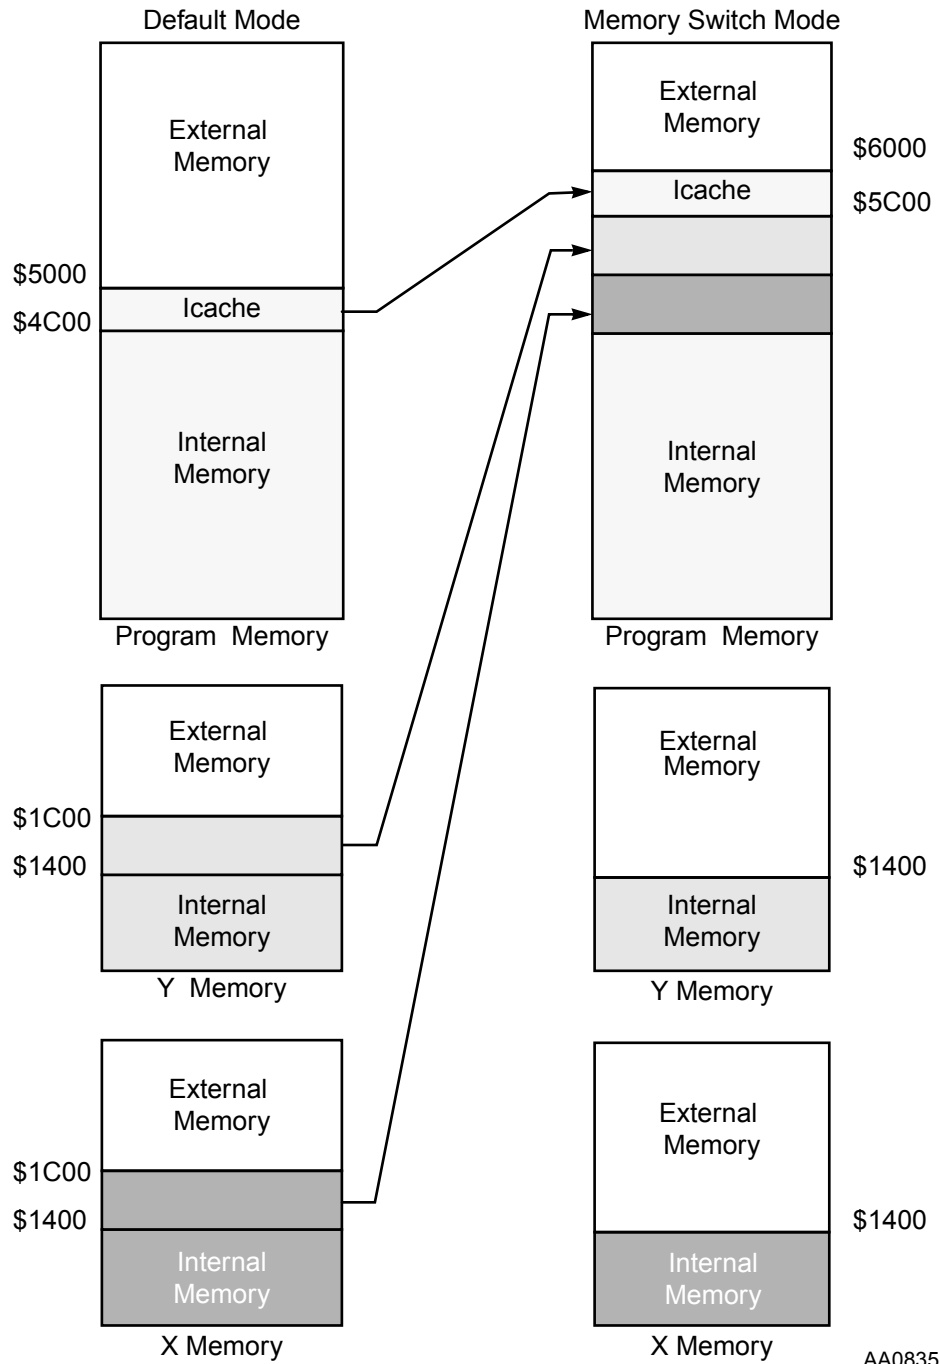 Default Mode
Memory Switch Mode
External
Memory
$5000
Icache
$4C00
Internal
Memory
Program Memory
External
Memory
$6000
Icache
$5C00
Internal
Memory
Program Memory
External
Memory
$1C00
$1400
Internal
Memory
Y Memory
External
Memory
$1400
Internal
Memory
Y Memory
External
Memory
$1C00
$1400
Internal
Memory
X Memory
External
Memory
$1400
Internal
Memory
X Memory
AA0835